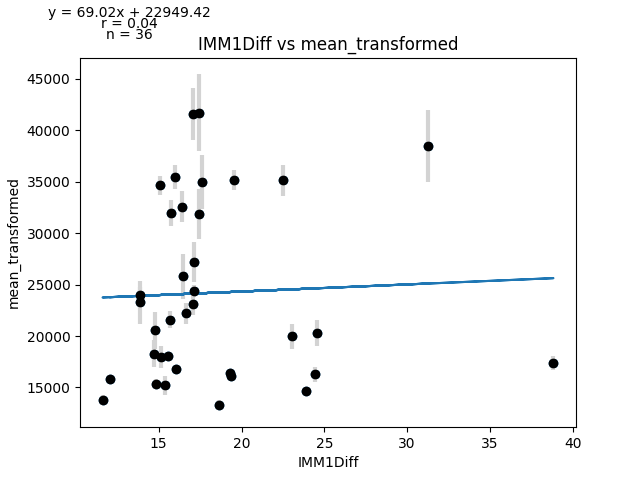 y = 69.02x + 22949.42
r = 0.04
n = 36
IMM1Diff vs mean_transformed
45000
40000
35000
30000
25000
20000
15000
mean_transformed
15
20
25
30
35
40
IMM1Diff